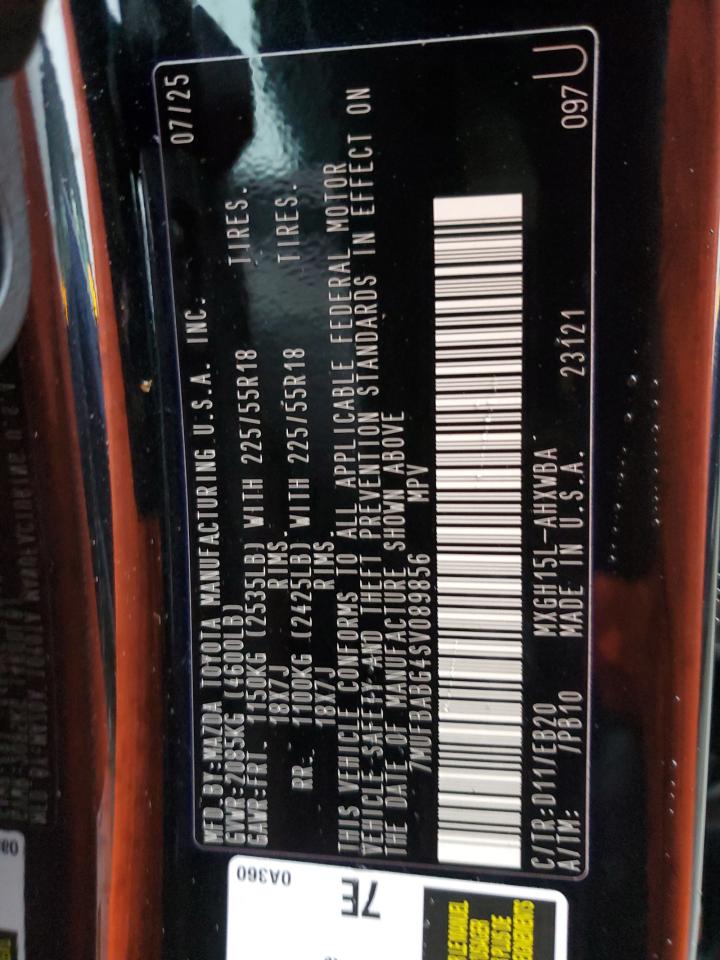 MFD.BY:MAZDA TOYOTA MANUFACTURING U.S.A. INC. 07/25
GVWR:2095KG (4600LB)
GAWR:FRT. 1150KG (2535LB) WITH 225/55R18 TIRES.
18X7J RIMS.
RR. 1100KG (2425LB) WITH 225/55R18 TIRES.
18X7J RIMS.
THIS VEHICLE CONFORMS TO ALL APPLICABLE FEDERAL MOTOR
VEHICLE SAFETY AND THEFT PREVENTION STANDARDS IN EFFECT ON
THE DATE OF MANUFACTURE SHOWN ABOVE
7MUFBABG4SV089856 MPV
C/TR:D11/EB20 MXGH15L-AHXWBA
A/TM: /PB10 MADE IN U.S.A. 23121 097 U
0A360
7E